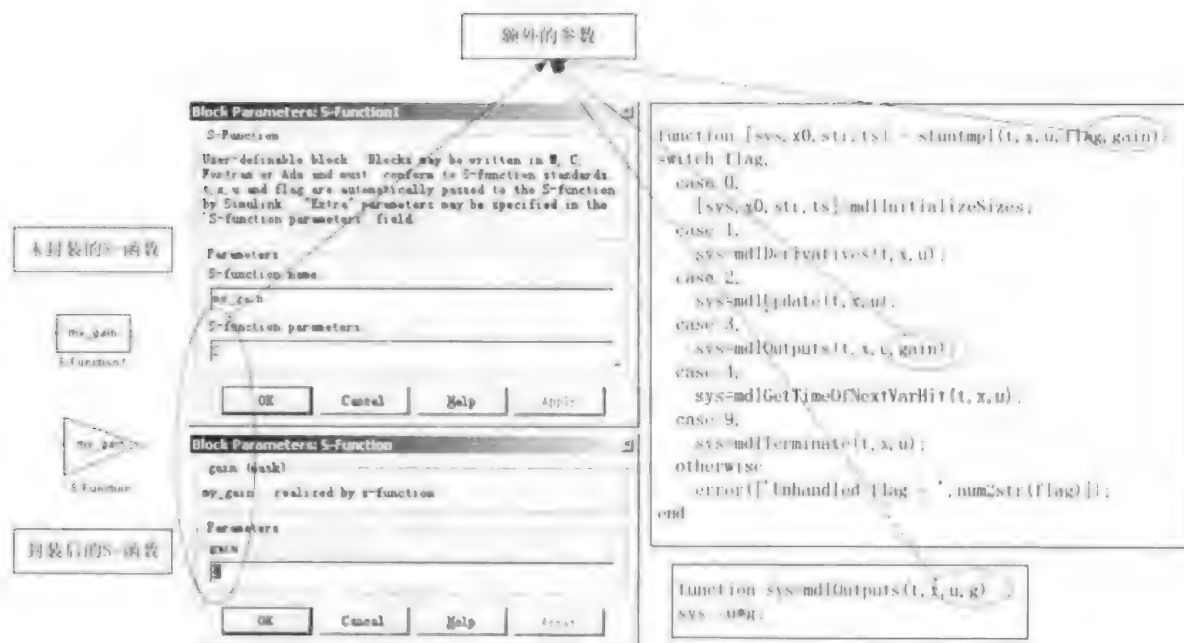 额外的参数
Block Parameters: S-Function1
S-Function
User-definable block Blocks may be written in M, C,
Fortran or Ada and must conform to S-function standards
t,x,u and flag are automatically passed to the S-function
by Simulink "Extra" parameters may be specified in the
'S-function parameters' field
Parameters
S-function name
my_gain
S-function parameters
OK Cancel Help Apply
未封装的S-函数
my_gain
S-Function1
my_gain
S-Function
封装后的S-函数
Block Parameters: S-Function
gain (mask)
my_gain realized by s-function
Parameters
gain
OK Cancel Help
function [sys,x0,str,ts] = sfuntmpl(t,x,u,flag,gain)
switch flag,
case 0,
[sys,x0,str,ts]=mdlInitializeSizes;
case 1,
sys=mdlDerivatives(t,x,u);
case 2,
sys=mdlUpdate(t,x,u);
case 3,
sys=mdlOutputs(t,x,u,gain);
case 4,
sys=mdlGetTimeOfNextVarHit(t,x,u);
case 9,
sys=mdlTerminate(t,x,u);
otherwise
error(['Unhandled flag = ',num2str(flag)]);
end
function sys=mdlOutputs(t,x,u,g)
sys =u*g;